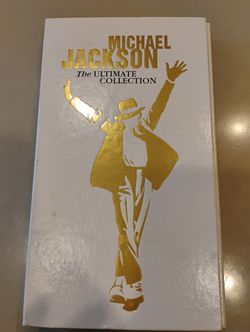 MICHAEL
JACKSON
The ULTIMATE
COLLECTION